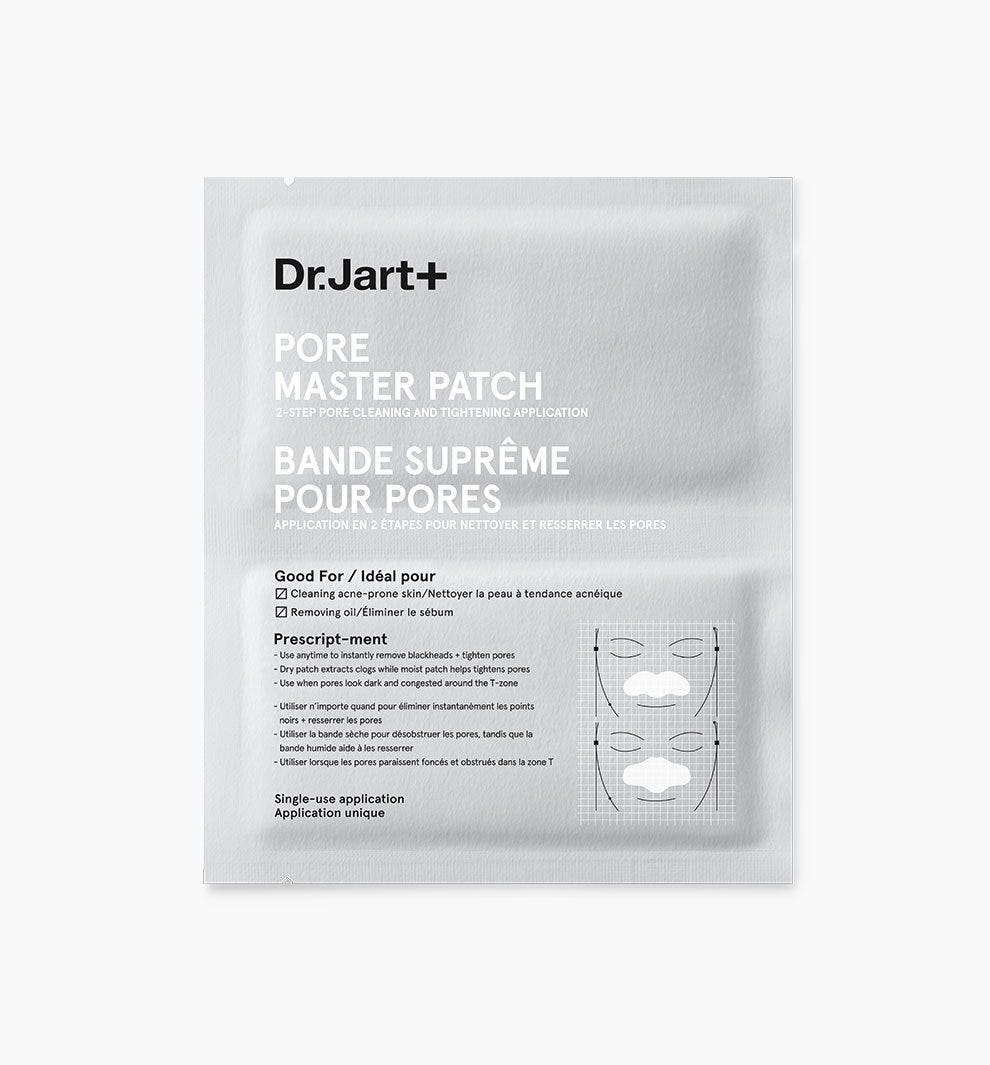 Dr.Jart+
PORE
MASTER PATCH
2-STEP PORE CLEANING AND TIGHTENING APPLICATION
BANDE SUPRÊME
POUR PORES
APPLICATION EN 2 ÉTAPES POUR NETTOYER ET RESSERRER LES PORES
Good For / Idéal pour
Cleaning acne-prone skin/Nettoyer la peau à tendance acnéique
Removing oil/Éliminer le sébum
Prescript-ment
- Use anytime to instantly remove blackheads + tighten pores
- Dry patch extracts clogs while moist patch helps tightens pores
- Use when pores look dark and congested around the T-zone
- Utiliser n'importe quand pour éliminer instantanément les points
noirs + resserrer les pores
- Utiliser la bande sèche pour désobstruer les pores, tandis que la
bande humide aide à les resserrer
- Utiliser lorsque les pores paraissent foncés et obstrués dans la zone T
Single-use application
Application unique